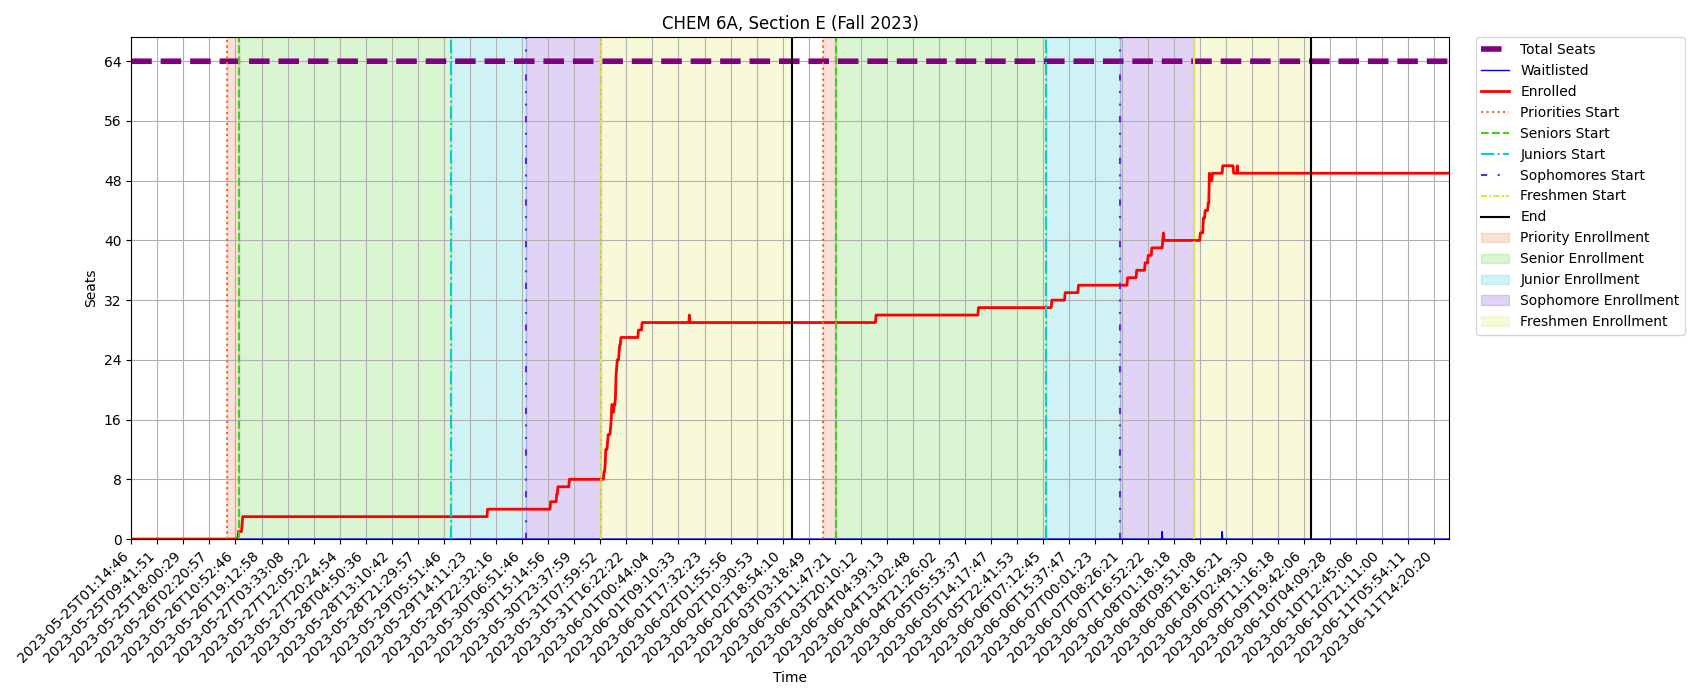 CHEM 6A, Section E (Fall 2023)
Seats
64
56
48
40
32
24
16
8
0
2023-05-25T01:14:46
2023-05-25T09:41:51
2023-05-25T18:00:29
2023-05-26T02:20:57
2023-05-26T10:52:46
2023-05-26T19:12:58
2023-05-27T03:33:08
2023-05-27T12:05:22
2023-05-27T20:24:54
2023-05-28T04:50:36
2023-05-28T13:10:42
2023-05-28T21:29:57
2023-05-29T05:51:46
2023-05-29T14:11:23
2023-05-29T22:32:16
2023-05-30T06:51:46
2023-05-30T15:14:56
2023-05-30T23:37:59
2023-05-31T07:59:52
2023-05-31T16:22:22
2023-06-01T00:44:04
2023-06-01T09:10:33
2023-06-01T17:32:23
2023-06-02T01:55:56
2023-06-02T10:30:53
2023-06-02T18:54:10
2023-06-03T03:18:49
2023-06-03T11:47:21
2023-06-03T20:10:12
2023-06-04T04:39:13
2023-06-04T13:02:48
2023-06-04T21:26:02
2023-06-05T05:53:37
2023-06-05T14:17:47
2023-06-05T22:41:53
2023-06-06T07:12:45
2023-06-06T15:37:47
2023-06-07T00:01:23
2023-06-07T08:26:21
2023-06-07T16:52:22
2023-06-08T01:18:18
2023-06-08T09:51:08
2023-06-08T18:16:21
2023-06-09T02:49:30
2023-06-09T11:16:18
2023-06-09T19:42:06
2023-06-10T04:09:28
2023-06-10T12:45:06
2023-06-10T21:11:00
2023-06-11T05:54:11
2023-06-11T14:20:20
Time
Total Seats
Waitlisted
Enrolled
Priorities Start
Seniors Start
Juniors Start
Sophomores Start
Freshmen Start
End
Priority Enrollment
Senior Enrollment
Junior Enrollment
Sophomore Enrollment
Freshmen Enrollment